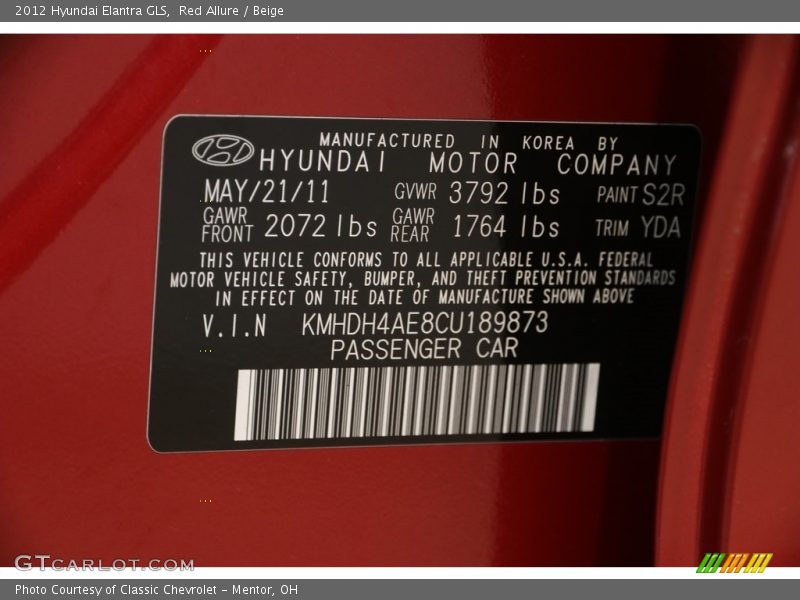 2012 Hyundai Elantra GLS, Red Allure / Beige
MANUFACTURED IN KOREA BY
HYUNDAI MOTOR COMPANY
MAY/21/11 GVWR 3792 lbs PAINT S2R
GAWR FRONT 2072 lbs GAWR REAR 1764 lbs TRIM YDA
THIS VEHICLE CONFORMS TO ALL APPLICABLE U.S.A. FEDERAL
MOTOR VEHICLE SAFETY, BUMPER, AND THEFT PREVENTION STANDARDS
IN EFFECT ON THE DATE OF MANUFACTURE SHOWN ABOVE
V.I.N KMHDH4AE8CU189873
PASSENGER CAR
GTCARLOT.COM
Photo Courtesy of Classic Chevrolet - Mentor, OH